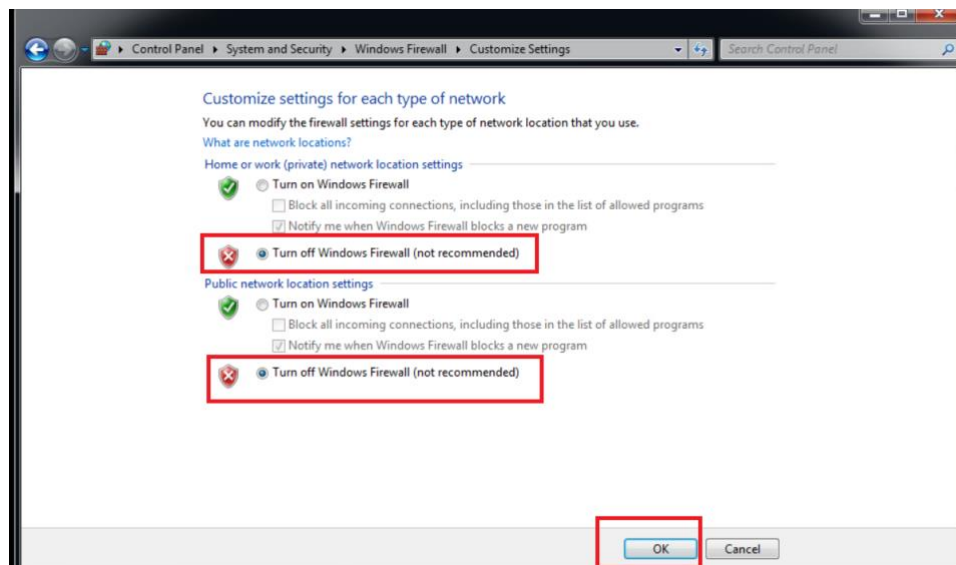 Control Panel System and Security Windows Firewall Customize Settings Search Control Panel
Customize settings for each type of network
You can modify the firewall settings for each type of network location that you use.
What are network locations?
Home or work (private) network location settings
Turn on Windows Firewall
Block all incoming connections, including those in the list of allowed programs
Notify me when Windows Firewall blocks a new program
Turn off Windows Firewall (not recommended)
Public network location settings
Turn on Windows Firewall
Block all incoming connections, including those in the list of allowed programs
Notify me when Windows Firewall blocks a new program
Turn off Windows Firewall (not recommended)
OK Cancel